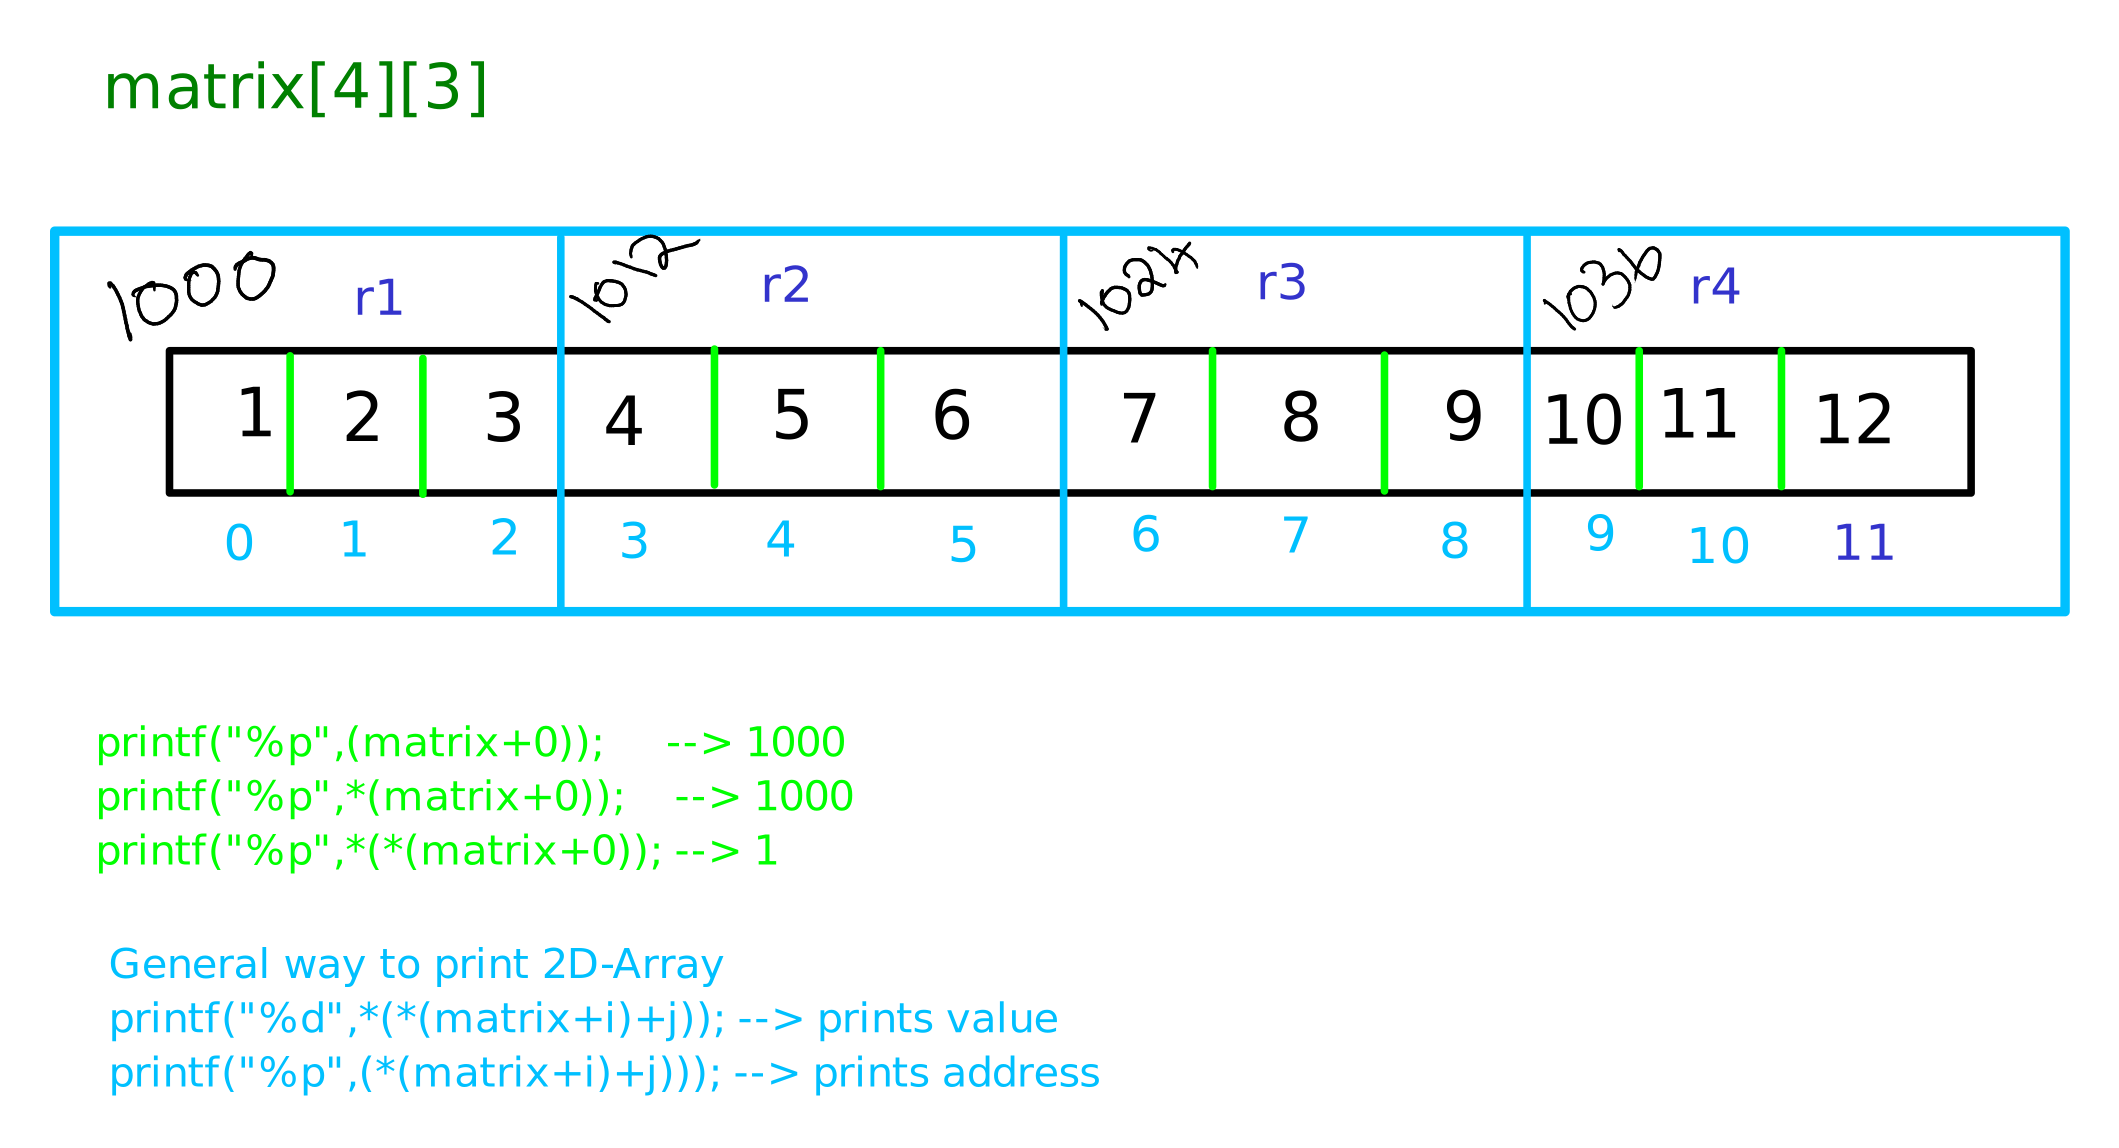 matrix[4][3]
1000 r1 1012 r2 1024 r3 1036 r4
1 2 3 4 5 6 7 8 9 10 11 12
0 1 2 3 4 5 6 7 8 9 10 11
printf("%p",(matrix+0)); --> 1000
printf("%p",*(matrix+0)); --> 1000
printf("%p",*(*(matrix+0)); --> 1
General way to print 2D-Array
printf("%d",*(*(matrix+i)+j)); --> prints value
printf("%p",(*(matrix+i)+j))); --> prints address